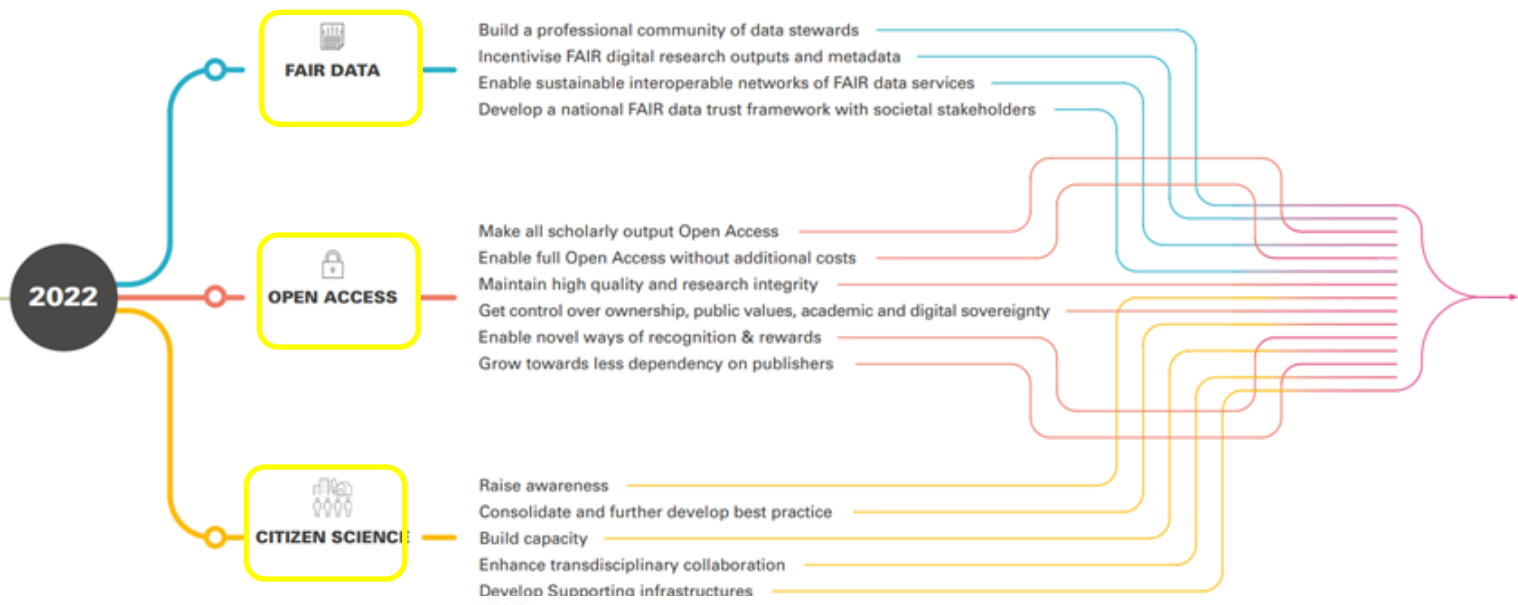 FAIR DATA
Build a professional community of data stewards
Incentivise FAIR digital research outputs and metadata
Enable sustainable interoperable networks of FAIR data services
Develop a national FAIR data trust framework with societal stakeholders
2022
OPEN ACCESS
Make all scholarly output Open Access
Enable full Open Access without additional costs
Maintain high quality and research integrity
Get control over ownership, public values, academic and digital sovereignty
Enable novel ways of recognition & rewards
Grow towards less dependency on publishers
CITIZEN SCIENCE
Raise awareness
Consolidate and further develop best practice
Build capacity
Enhance transdisciplinary collaboration
Develop Supporting infrastructures